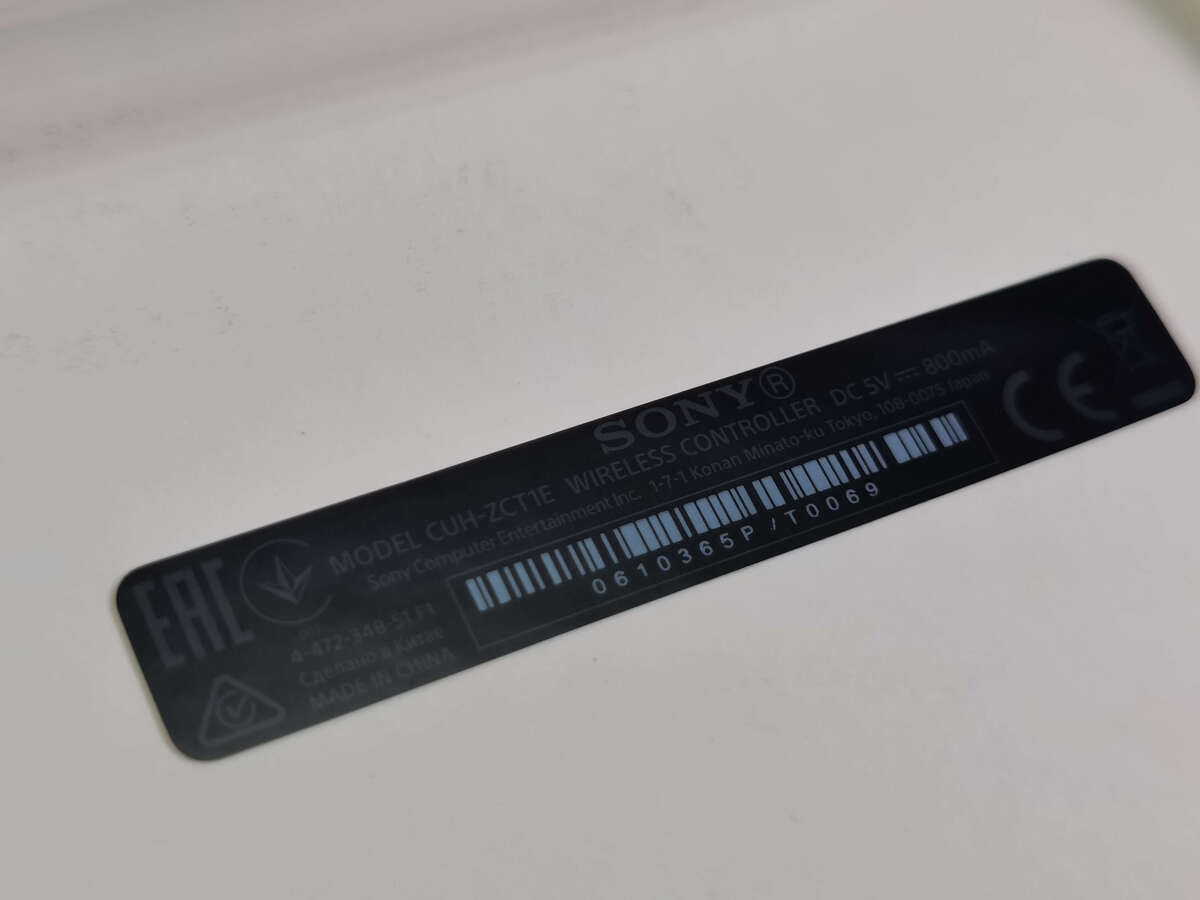 SONY®
MODEL CUH-ZCT1E WIRELESS CONTROLLER DC 5V ⎓ 800mA
Sony Computer Entertainment Inc. 1-7-1 Konan Minato-ku Tokyo, 108-0075 Japan
EAC
CE
0610365P /T0069
4-472-348-51
Сделано в Китае
MADE IN CHINA